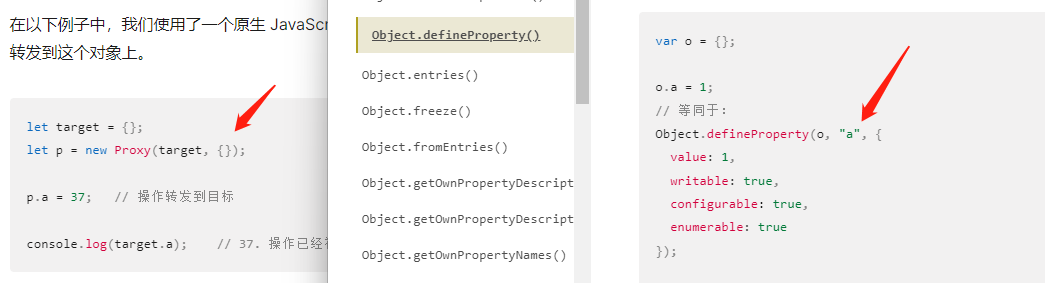 在以下例子中，我们使用了一个原生 JavaScr
转发到这个对象上。
let target = {};
let p = new Proxy(target, {});
p.a = 37;   // 操作转发到目标
console.log(target.a);    // 37. 操作已经
Object.defineProperty()
Object.entries()
Object.freeze()
Object.fromEntries()
Object.getOwnPropertyDescript
Object.getOwnPropertyDescript
Object.getOwnPropertyNames()
var o = {};
o.a = 1;
// 等同于:
Object.defineProperty(o, "a", {
  value: 1,
  writable: true,
  configurable: true,
  enumerable: true
});